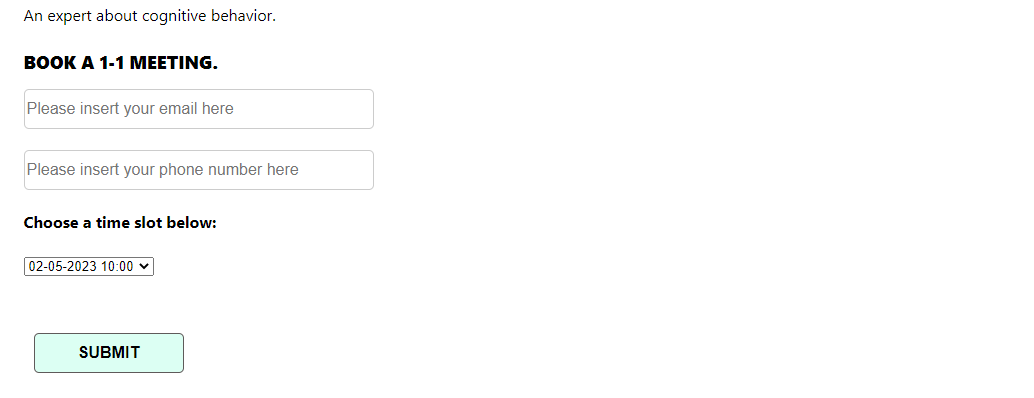 An expert about cognitive behavior.
BOOK A 1-1 MEETING.
Please insert your email here
Please insert your phone number here
Choose a time slot below:
02-05-2023 10:00
SUBMIT